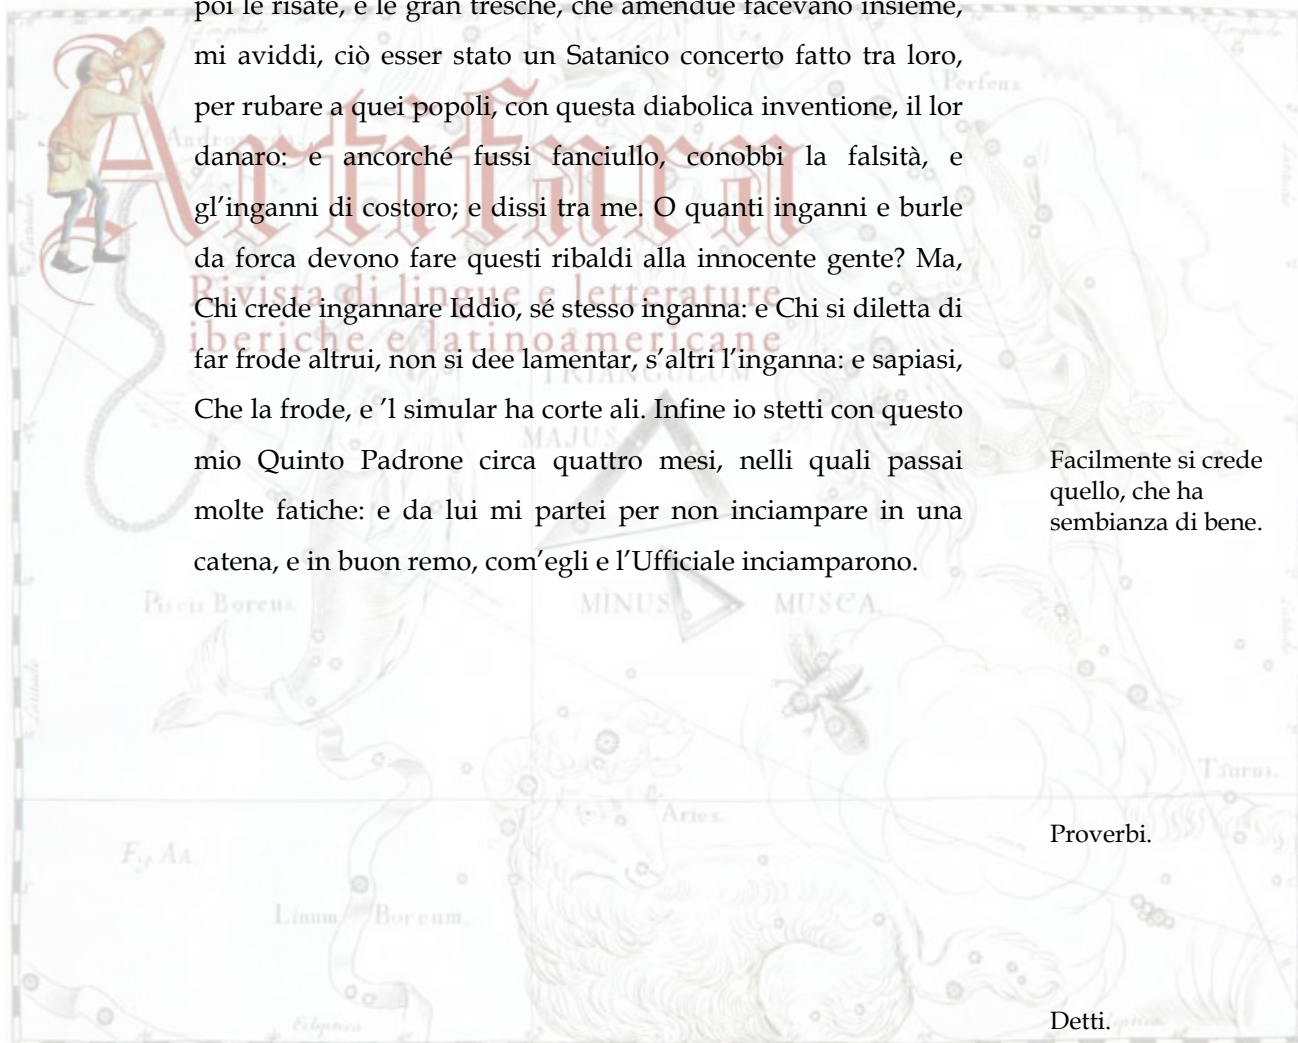 poi le risate, e le gran tresche, che amendue facevano insieme,
mi aviddi, ciò esser stato un Satanico concerto fatto tra loro,
per rubare a quei popoli, con questa diabolica inventione, il lor
danaro: e ancorché fussi fanciullo, conobbi la falsità, e
gl’inganni di costoro; e dissi tra me. O quanti inganni e burle
da forca devono fare questi ribaldi alla innocente gente? Ma,
Chi crede ingannare Iddio, sé stesso inganna: e Chi si diletta di
far frode altrui, non si dee lamentar, s’altri l’inganna: e sapiasi,
Che la frode, e ’l simular ha corte ali. Infine io stetti con questo
mio Quinto Padrone circa quattro mesi, nelli quali passai
molte fatiche: e da lui mi partei per non inciampare in una
catena, e in buon remo, com’egli e l’Ufficiale inciamparono.
Facilmente si crede
quello, che ha
sembianza di bene.
Proverbi.
Detti.
Artifara
Rivista di lingue e letterature
iberiche e latinoamericane
Perseus.
TRIANGULUM
MAJUS
MINUS
MUSCA.
Piscis Boreus.
Taurus.
Aries.
Fig. AA.
Linum Boreum.
Ecliptica